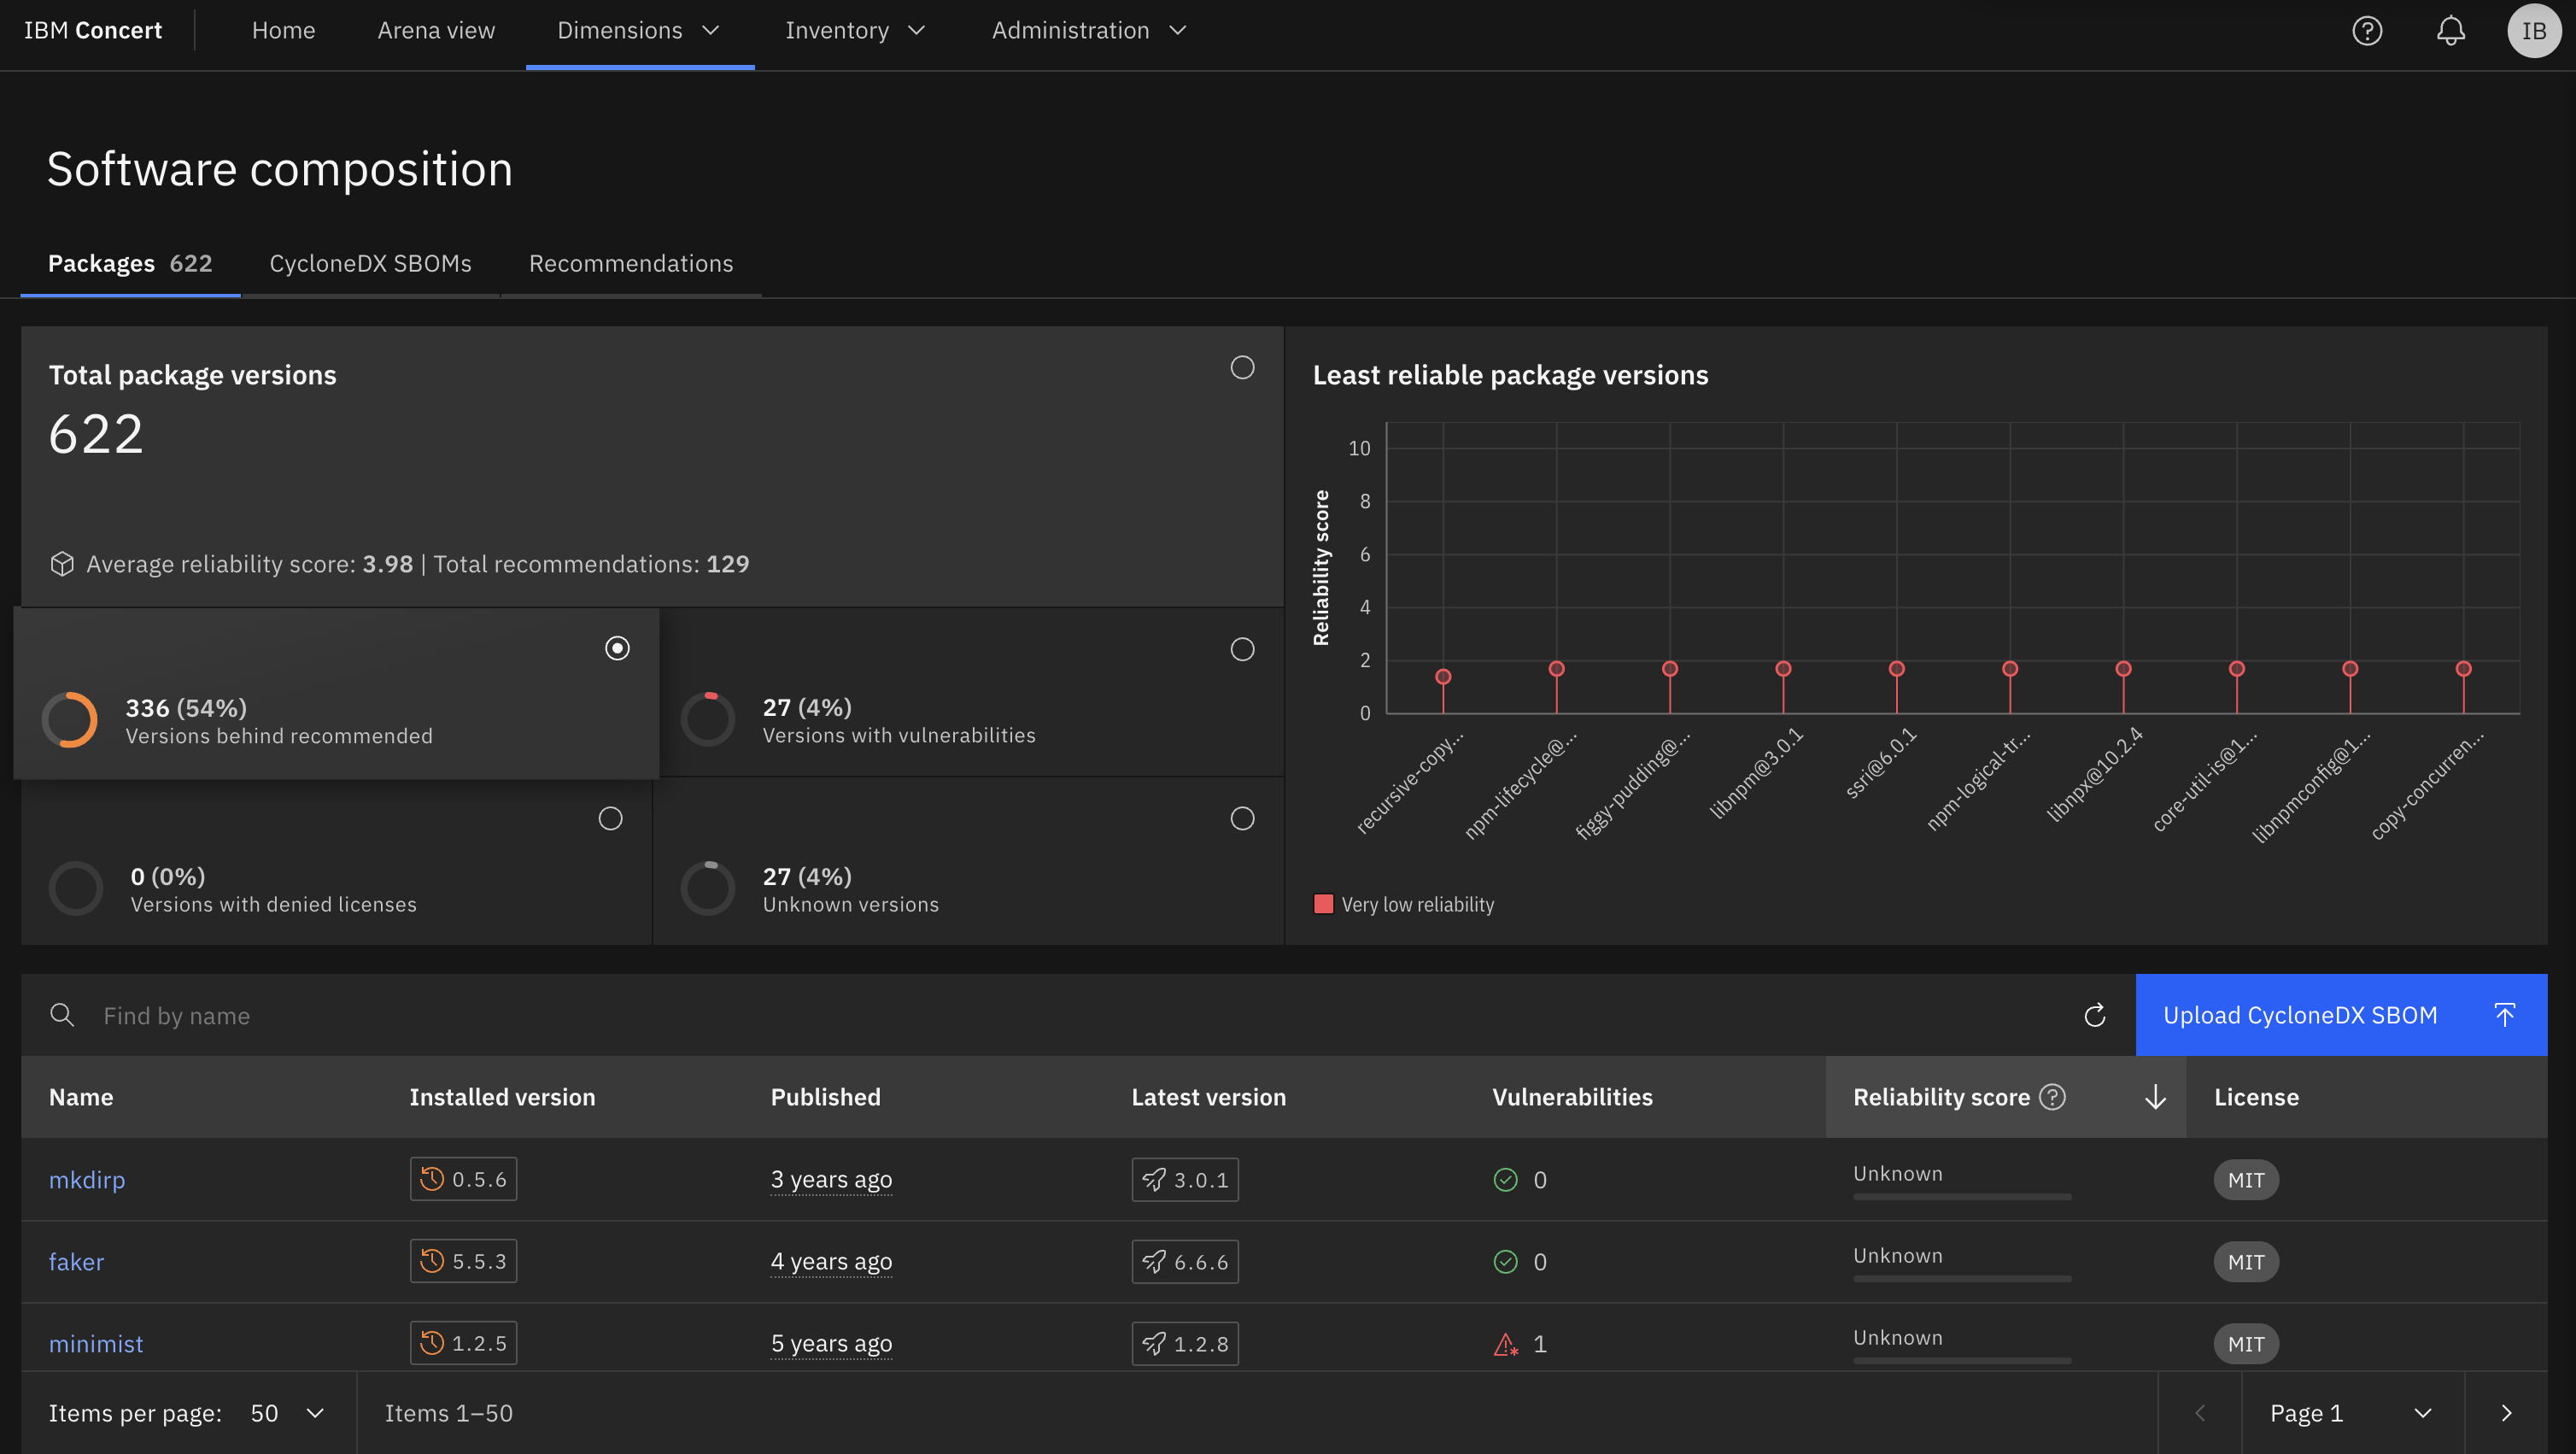 IBM Concert
Home
Arena view
Dimensions
Inventory
Administration
IB
Software composition
Packages 622
CycloneDX SBOMs
Recommendations
Total package versions
622
Average reliability score: 3.98 | Total recommendations: 129
336 (54%)
Versions behind recommended
27 (4%)
Versions with vulnerabilities
0 (0%)
Versions with denied licenses
27 (4%)
Unknown versions
Least reliable package versions
Reliability score
10
8
6
4
2
0
recursive-copy...
npm-lifecycle@...
figgy-pudding@...
libnpm@3.0.1
ssri@6.0.1
npm-logical-tr...
libnpx@10.2.4
core-util-is@1...
libnpmconfig@1...
copy-concurren...
Very low reliability
Find by name
Upload CycloneDX SBOM
Name Installed version Published Latest version Vulnerabilities Reliability score License
mkdirp 0.5.6 3 years ago 3.0.1 0 Unknown MIT
faker 5.5.3 4 years ago 6.6.6 0 Unknown MIT
minimist 1.2.5 5 years ago 1.2.8 1 Unknown MIT
Items per page: 50 Items 1–50 Page 1